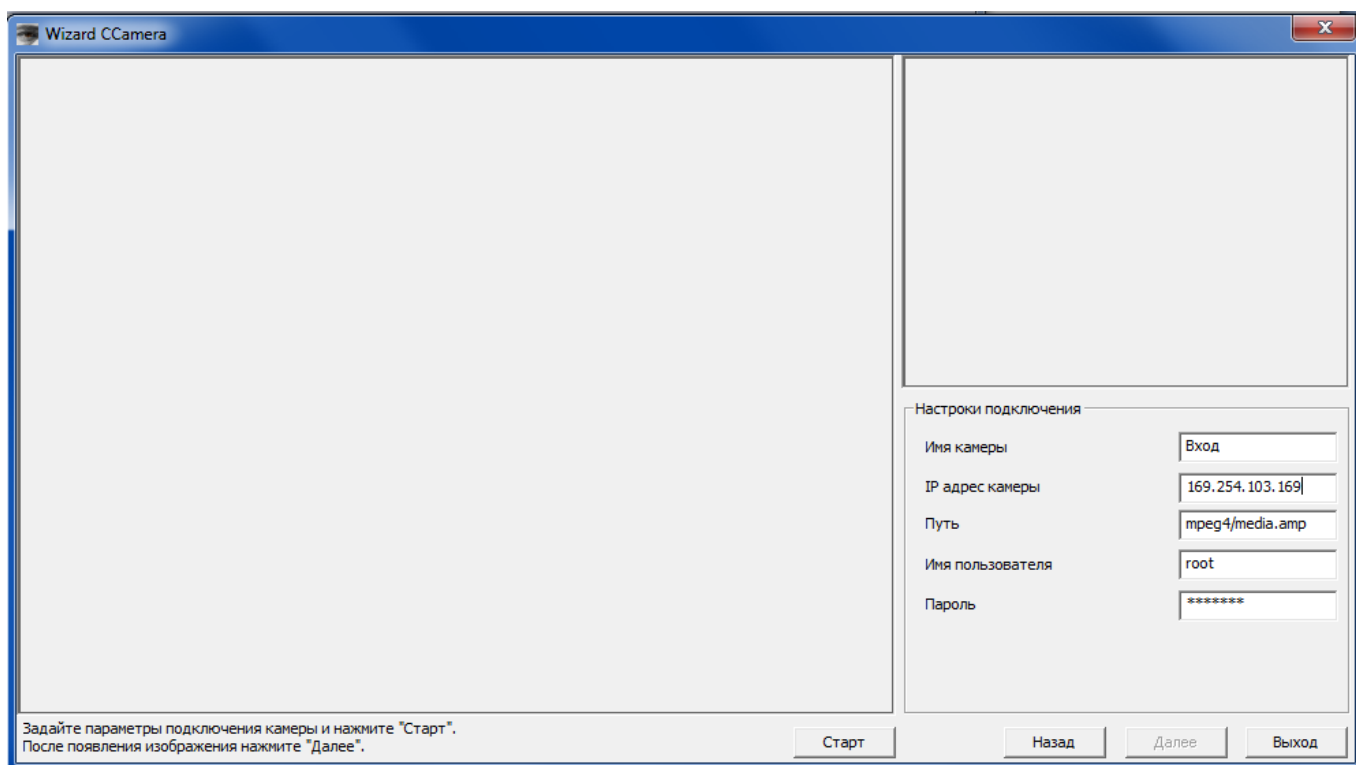 Wizard CCamera
Настроки подключения
Имя камеры
Вход
IP адрес камеры
169.254.103.169
Путь
mpeg4/media.amp
Имя пользователя
root
Пароль
*******
Задайте параметры подключения камеры и нажмите "Старт".
После появления изображения нажмите "Далее".
Старт
Назад
Далее
Выход